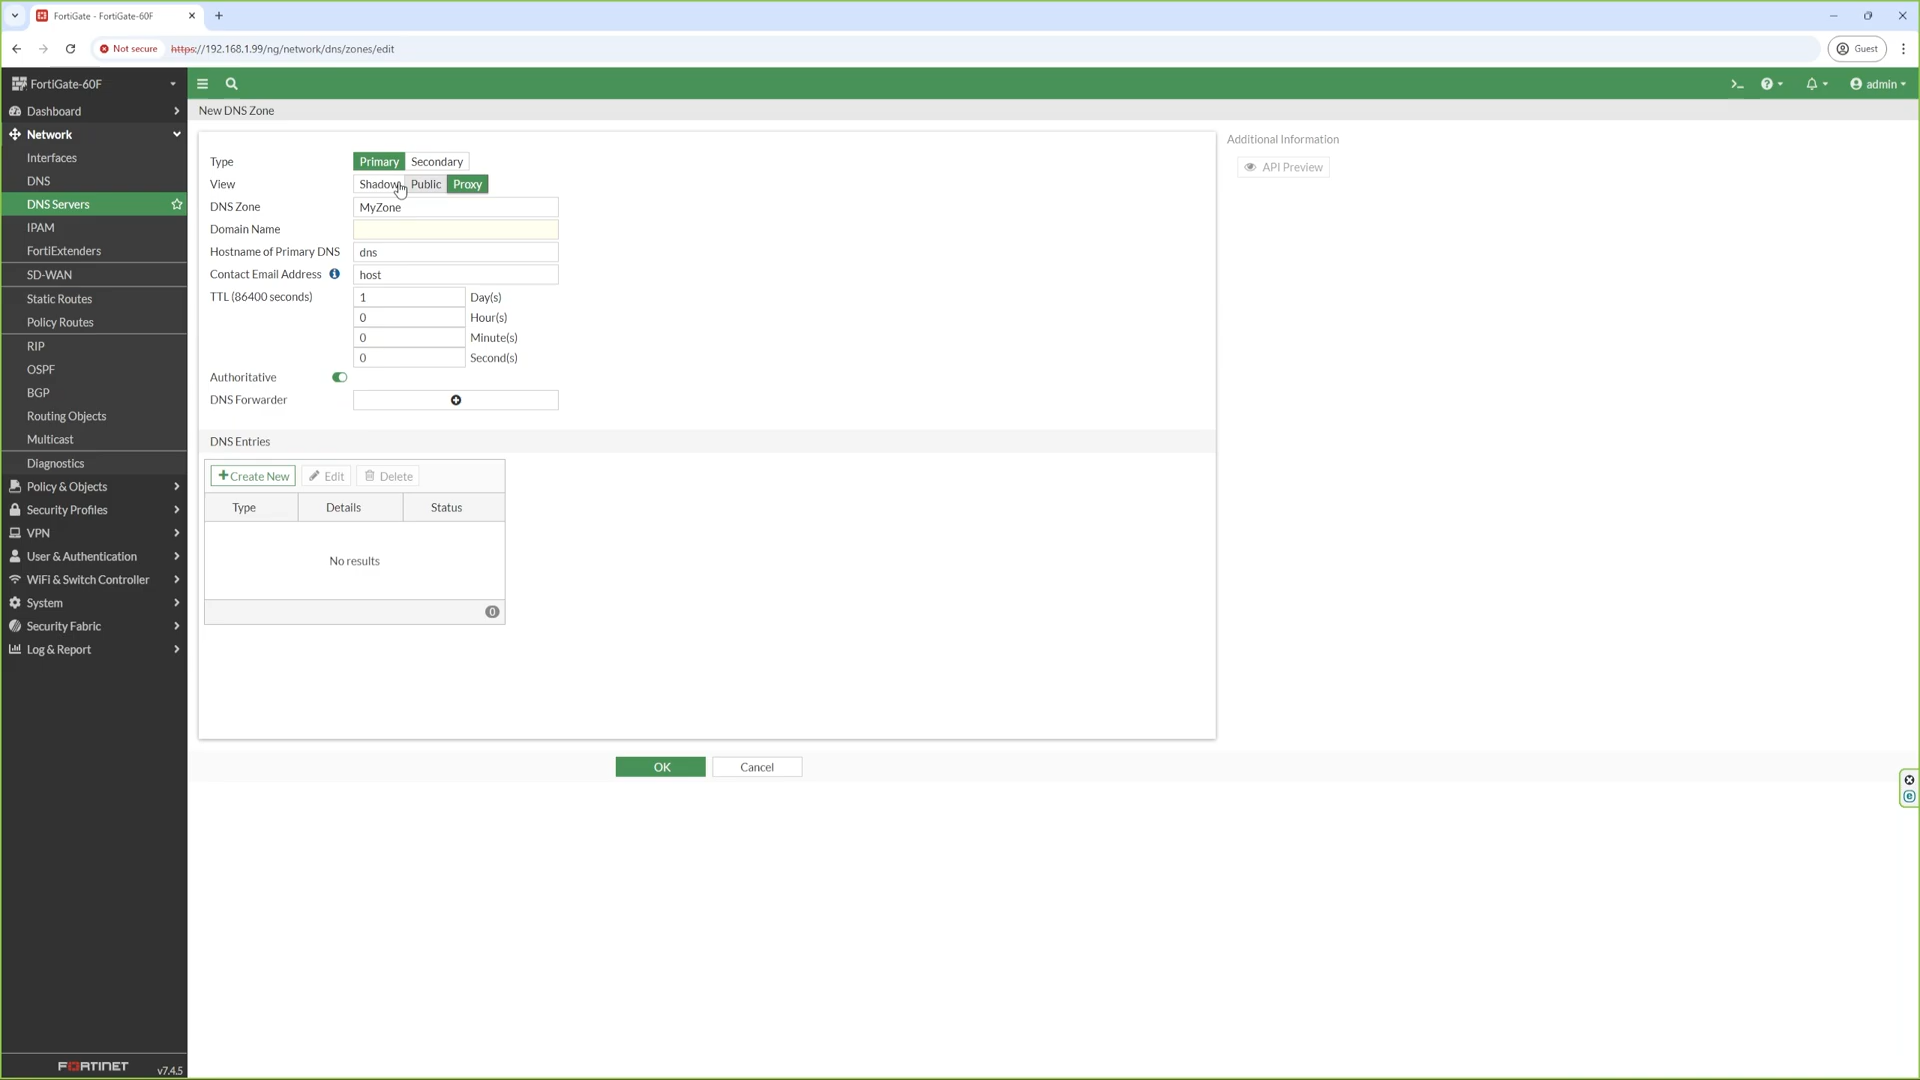 FortiGate - FortiGate-60F
Not secure
https://192.168.1.99/ng/network/dns/zones/edit
Guest
FortiGate-60F
admin
Dashboard
Network
Interfaces
DNS
DNS Servers
IPAM
FortiExtenders
SD-WAN
Static Routes
Policy Routes
RIP
OSPF
BGP
Routing Objects
Multicast
Diagnostics
Policy & Objects
Security Profiles
VPN
User & Authentication
WiFi & Switch Controller
System
Security Fabric
Log & Report
FORTINET
v7.4.5
New DNS Zone
Type Primary Secondary
View Shadow Public Proxy
DNS Zone MyZone
Domain Name
Hostname of Primary DNS dns
Contact Email Address host
TTL (86400 seconds) 1 Day(s)
0 Hour(s)
0 Minute(s)
0 Second(s)
Authoritative
DNS Forwarder
DNS Entries
Create New Edit Delete
Type Details Status
No results
0
OK Cancel
Additional Information
API Preview